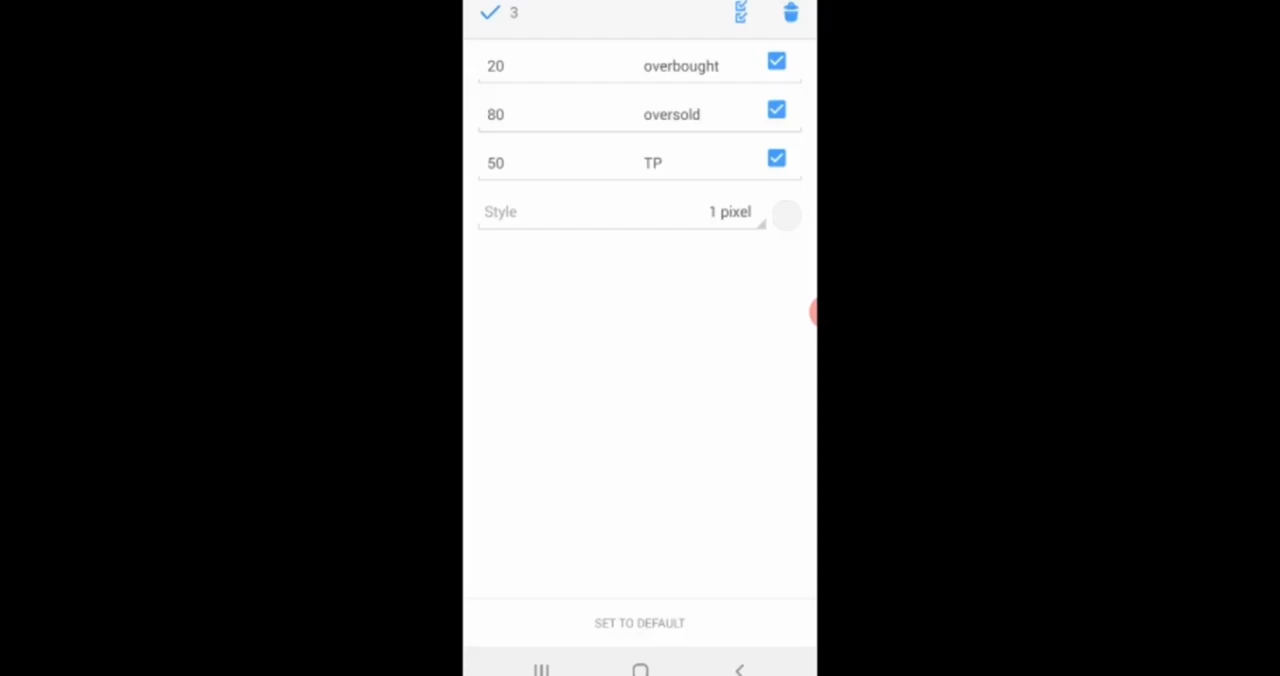 3
20 overbought
80 oversold
50 TP
Style 1 pixel
SET TO DEFAULT